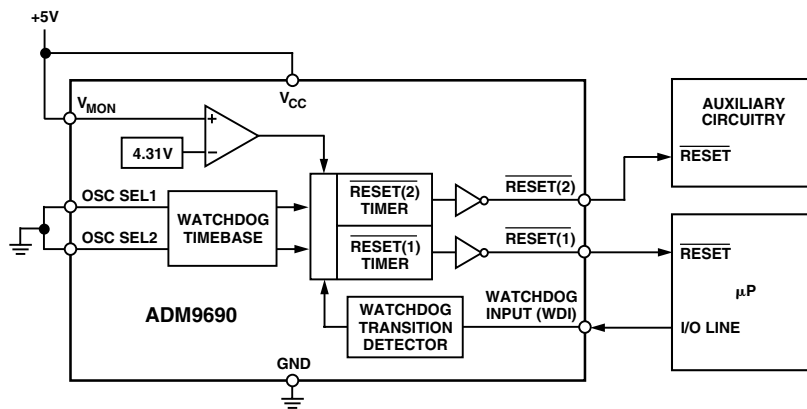 +5V
VMON
VCC
4.31V
+
−
OSC SEL1
OSC SEL2
WATCHDOG
TIMEBASE
RESET(2)
TIMER
RESET(1)
TIMER
RESET(2)
RESET(1)
WATCHDOG
TRANSITION
DETECTOR
WATCHDOG
INPUT (WDI)
ADM9690
GND
AUXILIARY
CIRCUITRY
RESET
RESET
μP
I/O LINE